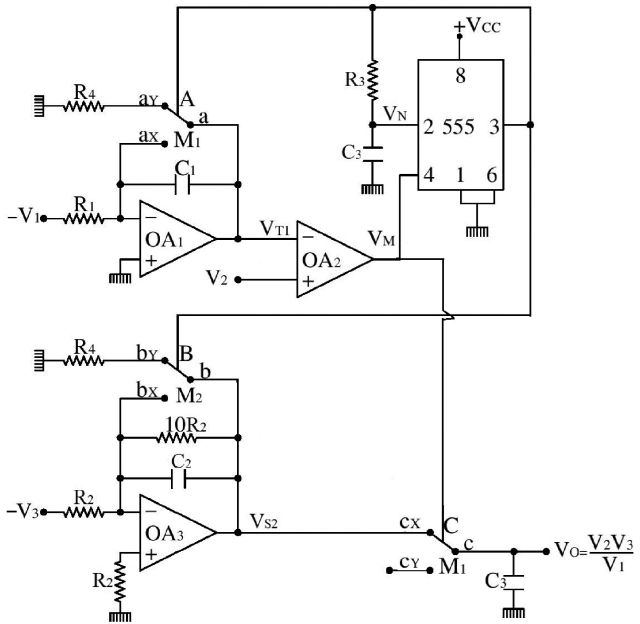 +VCC
R4
aY
A
a
R3
8
VN
2
555
3
aX
M1
C3
C1
4
1
6
−V1
R1
−
OA1
+
VT1
−
OA2
+
VM
V2
R4
bY
B
b
bX
M2
10R2
C2
−V3
R2
−
OA3
+
VS2
cX
C
c
VO=V2V3/V1
R2
cY
M1
C3